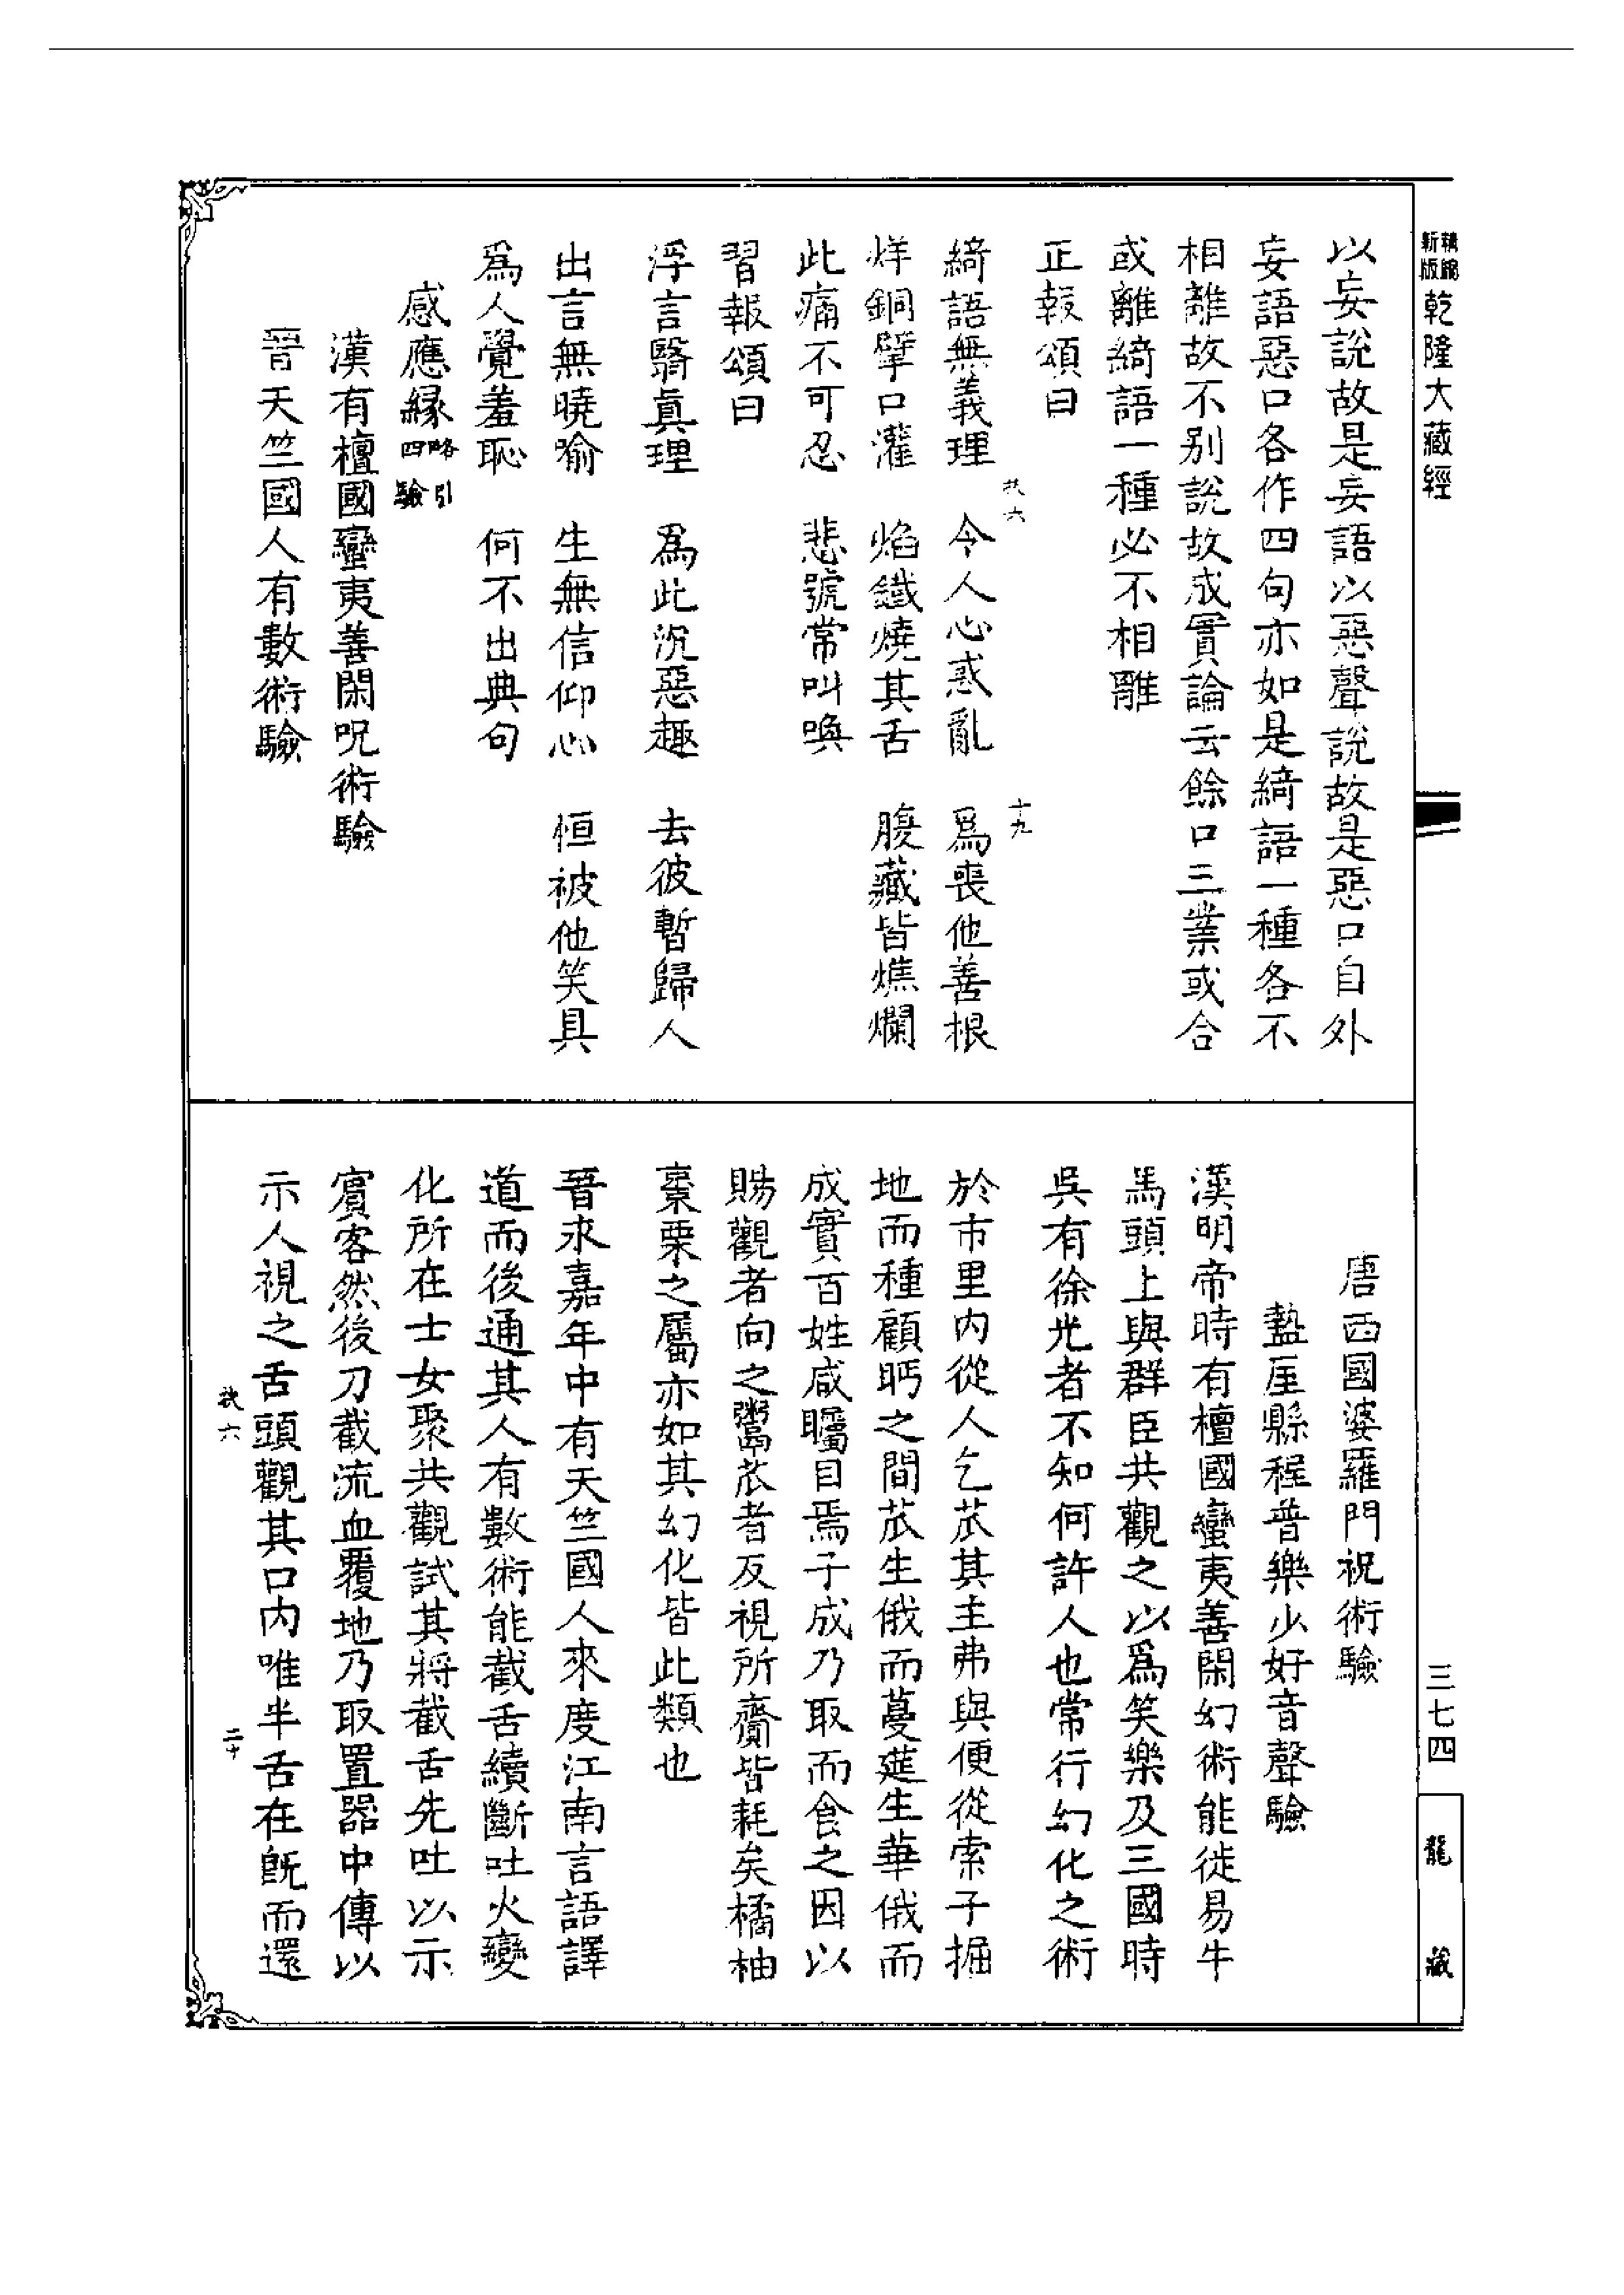 新編
縮版
乾隆大藏經
三七四
龍藏
以妄說故是妄語以惡聲說故是惡口自外
妄語惡口各作四句亦如是綺語一種各不
相離故不別說故成實論云餘口三業或合
或離綺語一種必不相離
正報頌曰
扶六
十九
綺語無義理　令人心惑亂　爲喪他善根
烊銅擘口灌　焰鐵燒其舌　腹藏皆燋爛
此痛不可忍　悲號常叫喚
習報頌曰
浮言翳眞理　爲此沉惡趣　去彼暫歸人
出言無曉喻　生無信仰心　恒被他笑具
爲人覺羞恥　何不出典句
感應緣略引四驗
漢有檀國蠻夷善閑呪術驗
晉天竺國人有數術驗
唐西國婆羅門祝術驗
盩厔縣程普樂少好音聲驗
漢明帝時有檀國蠻夷善閑幻術能徙易牛
馬頭上與群臣共觀之以爲笑樂及三國時
吳有徐光者不知何許人也常行幻化之術
於市里内從人乞苽其主弗與便從索子掘
地而種顧眄之間苽生俄而蔓莚生華俄而
成實百姓咸矚目焉子成乃取而食之因以
賜觀者向之鬻苽者反視所齎皆耗矣橘柚
棗栗之屬亦如其幻化皆此類也
晉永嘉年中有天竺國人來度江南言語譯
道而後通其人有數術能截舌續斷吐火變
化所在士女聚共觀試其將截舌先吐以示
賓客然後刀截流血覆地乃取置器中傳以
示人視之舌頭觀其口内唯半舌在旣而還
扶六
二十